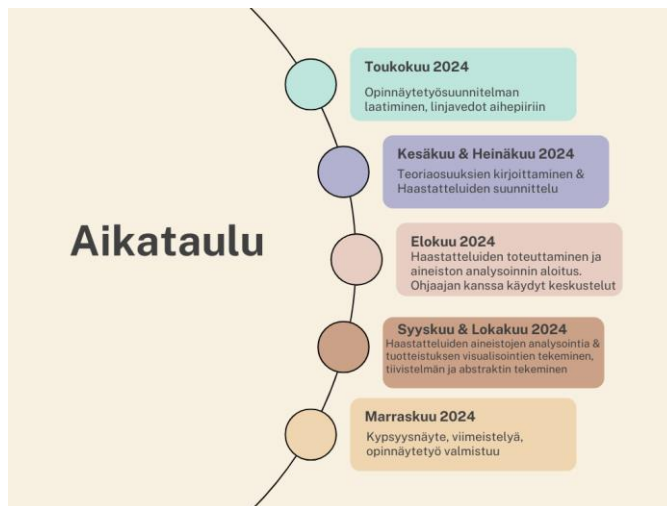 Aikataulu
Toukokuu 2024
Opinnäytetyösuunnitelman
laatiminen, linjavedot aihepiiriin
Kesäkuu & Heinäkuu 2024
Teoriaosuuksien kirjoittaminen &
Haastatteluiden suunnittelu
Elokuu 2024
Haastatteluiden toteuttaminen ja
aineiston analysoinnin aloitus.
Ohjaajan kanssa käydyt keskustelut
Syyskuu & Lokakuu 2024
Haastatteluiden aineistojen analysointia &
tuotteistuksen visualisointien tekeminen,
tiivistelmän ja abstraktin tekeminen
Marraskuu 2024
Kypsyysnäyte, viimeistelyä,
opinnäytetyö valmistuu